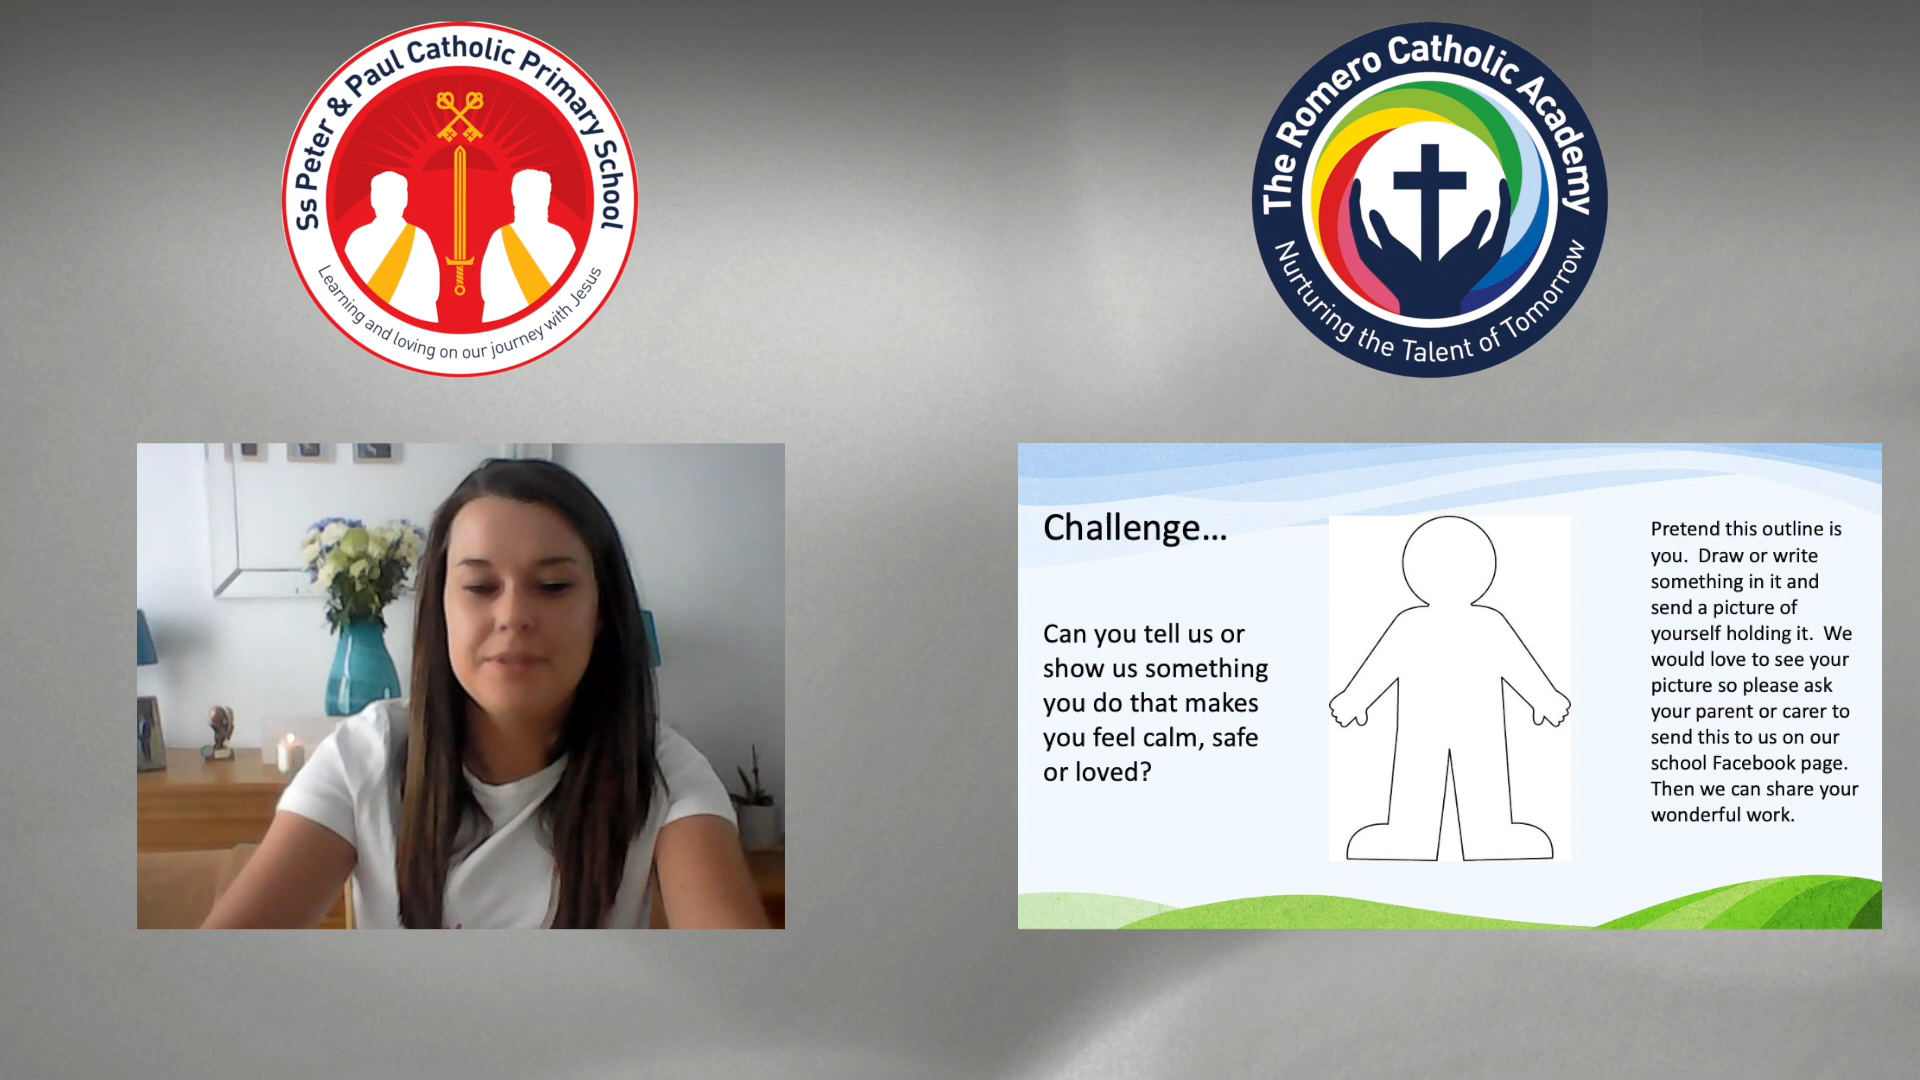 Ss Peter & Paul Catholic Primary School
Learning and loving on our journey with Jesus
The Romero Catholic Academy
Nurturing the Talent of Tomorrow
Challenge...
Can you tell us or
show us something
you do that makes
you feel calm, safe
or loved?
Pretend this outline is
you. Draw or write
something in it and
send a picture of
yourself holding it. We
would love to see your
picture so please ask
your parent or carer to
send this to us on our
school Facebook page.
Then we can share your
wonderful work.